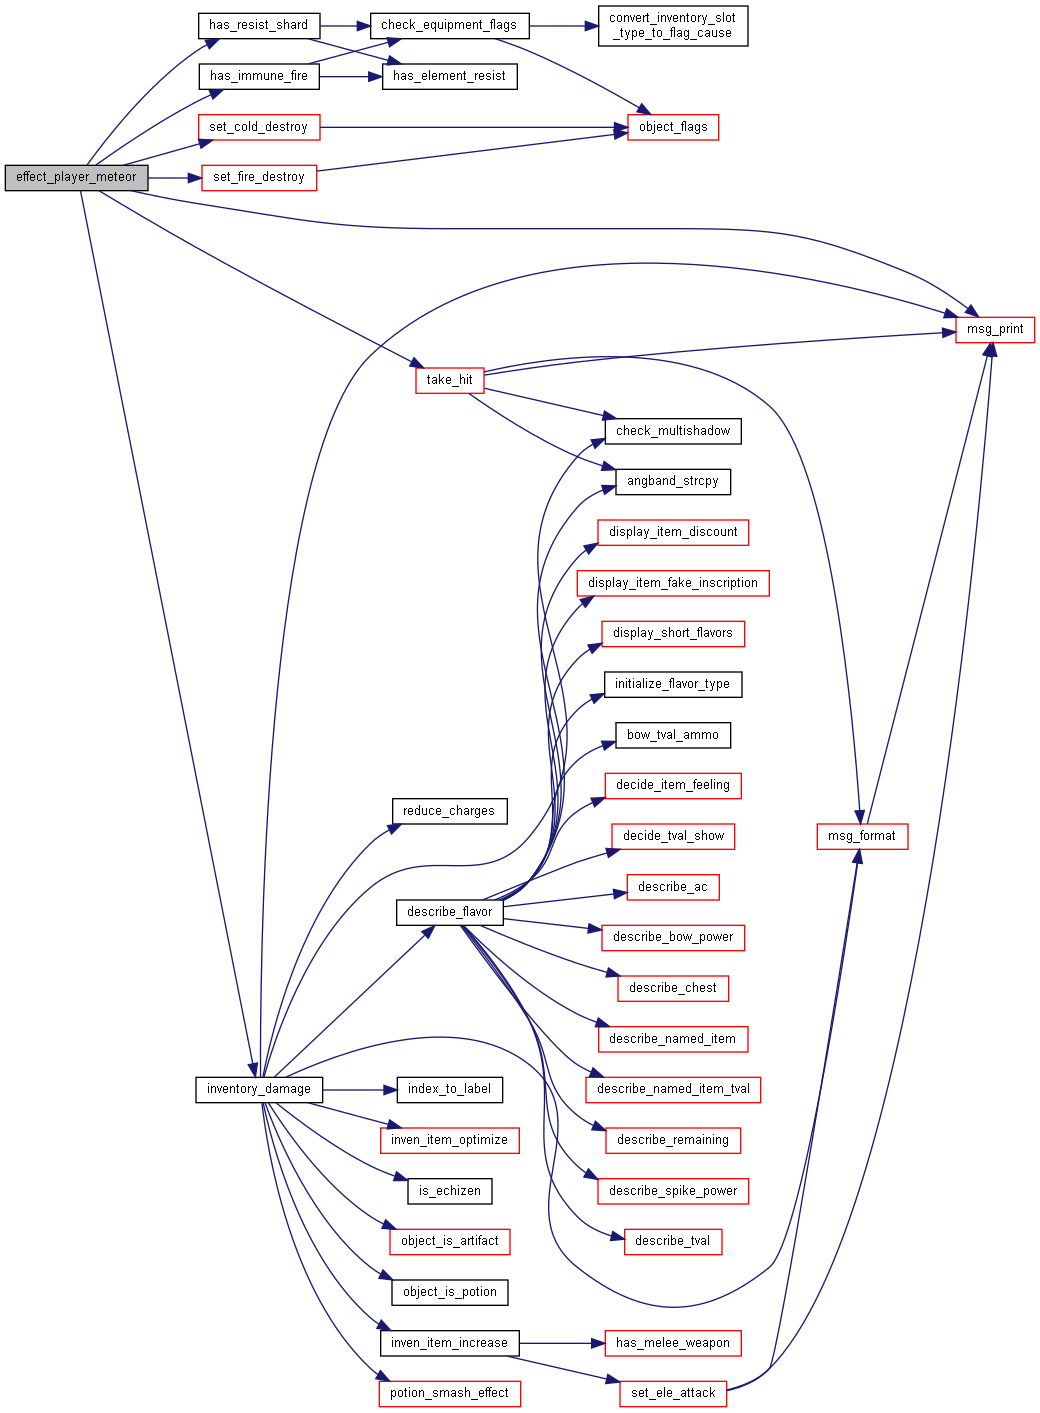 has_resist_shard
check_equipment_flags
convert_inventory_slot
_type_to_flag_cause
has_immune_fire
has_element_resist
set_cold_destroy
object_flags
effect_player_meteor
set_fire_destroy
msg_print
take_hit
check_multishadow
angband_strcpy
display_item_discount
display_item_fake_inscription
display_short_flavors
initialize_flavor_type
bow_tval_ammo
decide_item_feeling
reduce_charges
decide_tval_show
msg_format
describe_ac
describe_flavor
describe_bow_power
describe_chest
describe_named_item
inventory_damage
index_to_label
describe_named_item_tval
inven_item_optimize
describe_remaining
is_echizen
describe_spike_power
object_is_artifact
describe_tval
object_is_potion
inven_item_increase
has_melee_weapon
potion_smash_effect
set_ele_attack